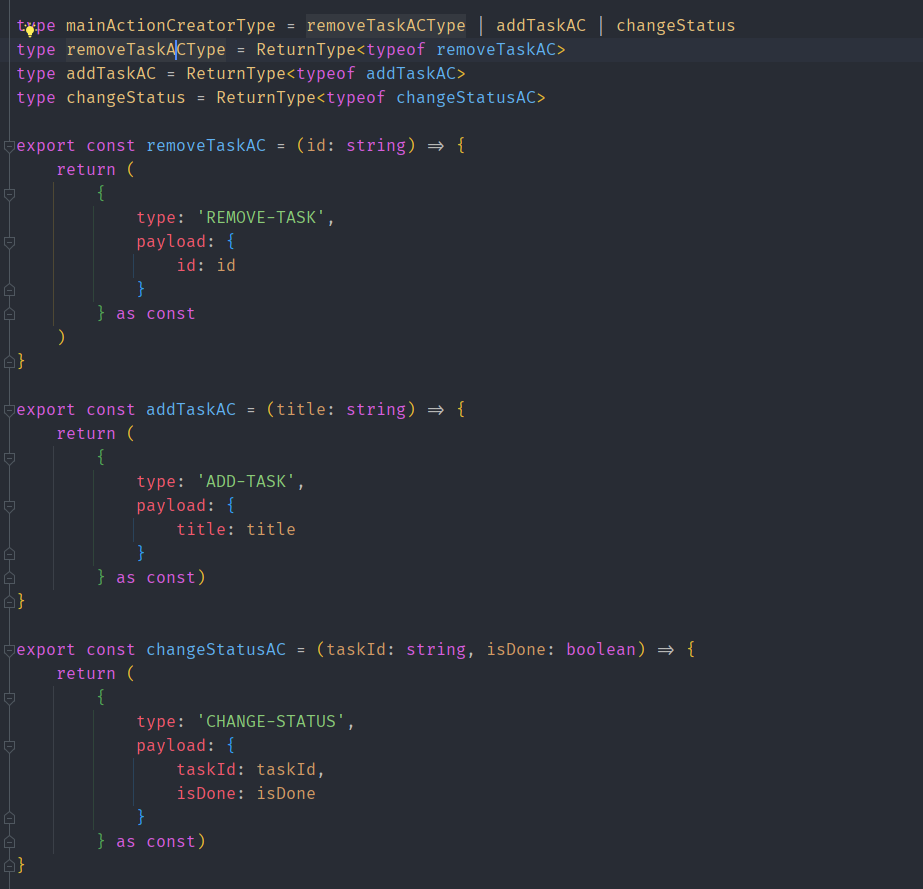 type mainActionCreatorType = removeTaskACType | addTaskAC | changeStatus
type removeTaskACType = ReturnType<typeof removeTaskAC>
type addTaskAC = ReturnType<typeof addTaskAC>
type changeStatus = ReturnType<typeof changeStatusAC>

export const removeTaskAC = (id: string) => {
    return (
        {
            type: 'REMOVE-TASK',
            payload: {
                id: id
            }
        } as const
    )
}

export const addTaskAC = (title: string) => {
    return (
        {
            type: 'ADD-TASK',
            payload: {
                title: title
            }
        } as const)
}

export const changeStatusAC = (taskId: string, isDone: boolean) => {
    return (
        {
            type: 'CHANGE-STATUS',
            payload: {
                taskId: taskId,
                isDone: isDone
            }
        } as const)
}